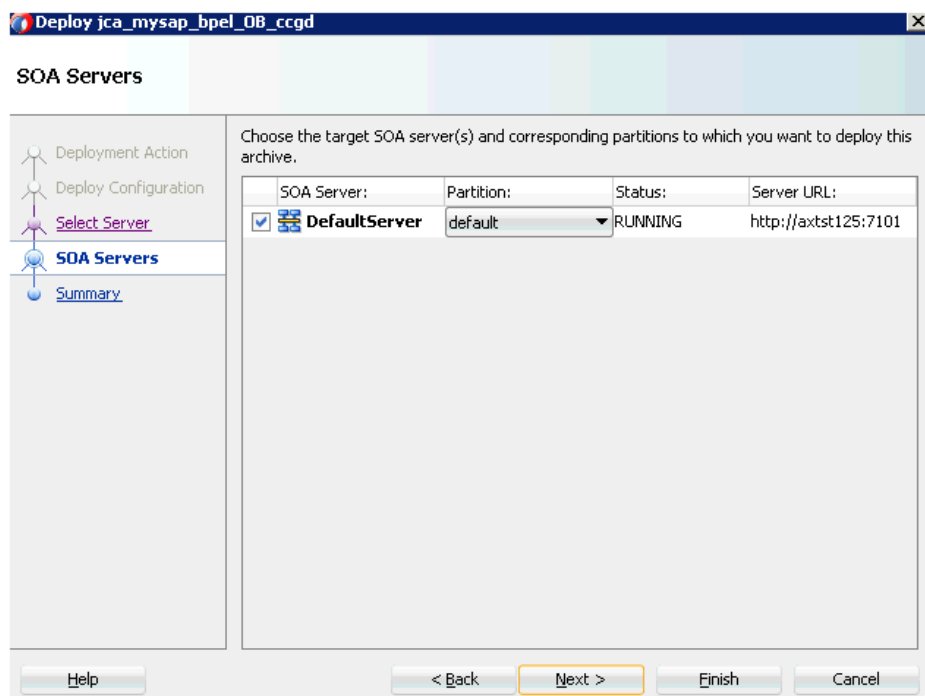 Deploy jca_mysap_bpel_OB_ccgd
SOA Servers
Deployment Action
Deploy Configuration
Select Server
SOA Servers
Summary
Choose the target SOA server(s) and corresponding partitions to which you want to deploy this
archive.
SOA Server: Partition: Status: Server URL:
DefaultServer default RUNNING http://axtst125:7101
Help < Back Next > Finish Cancel